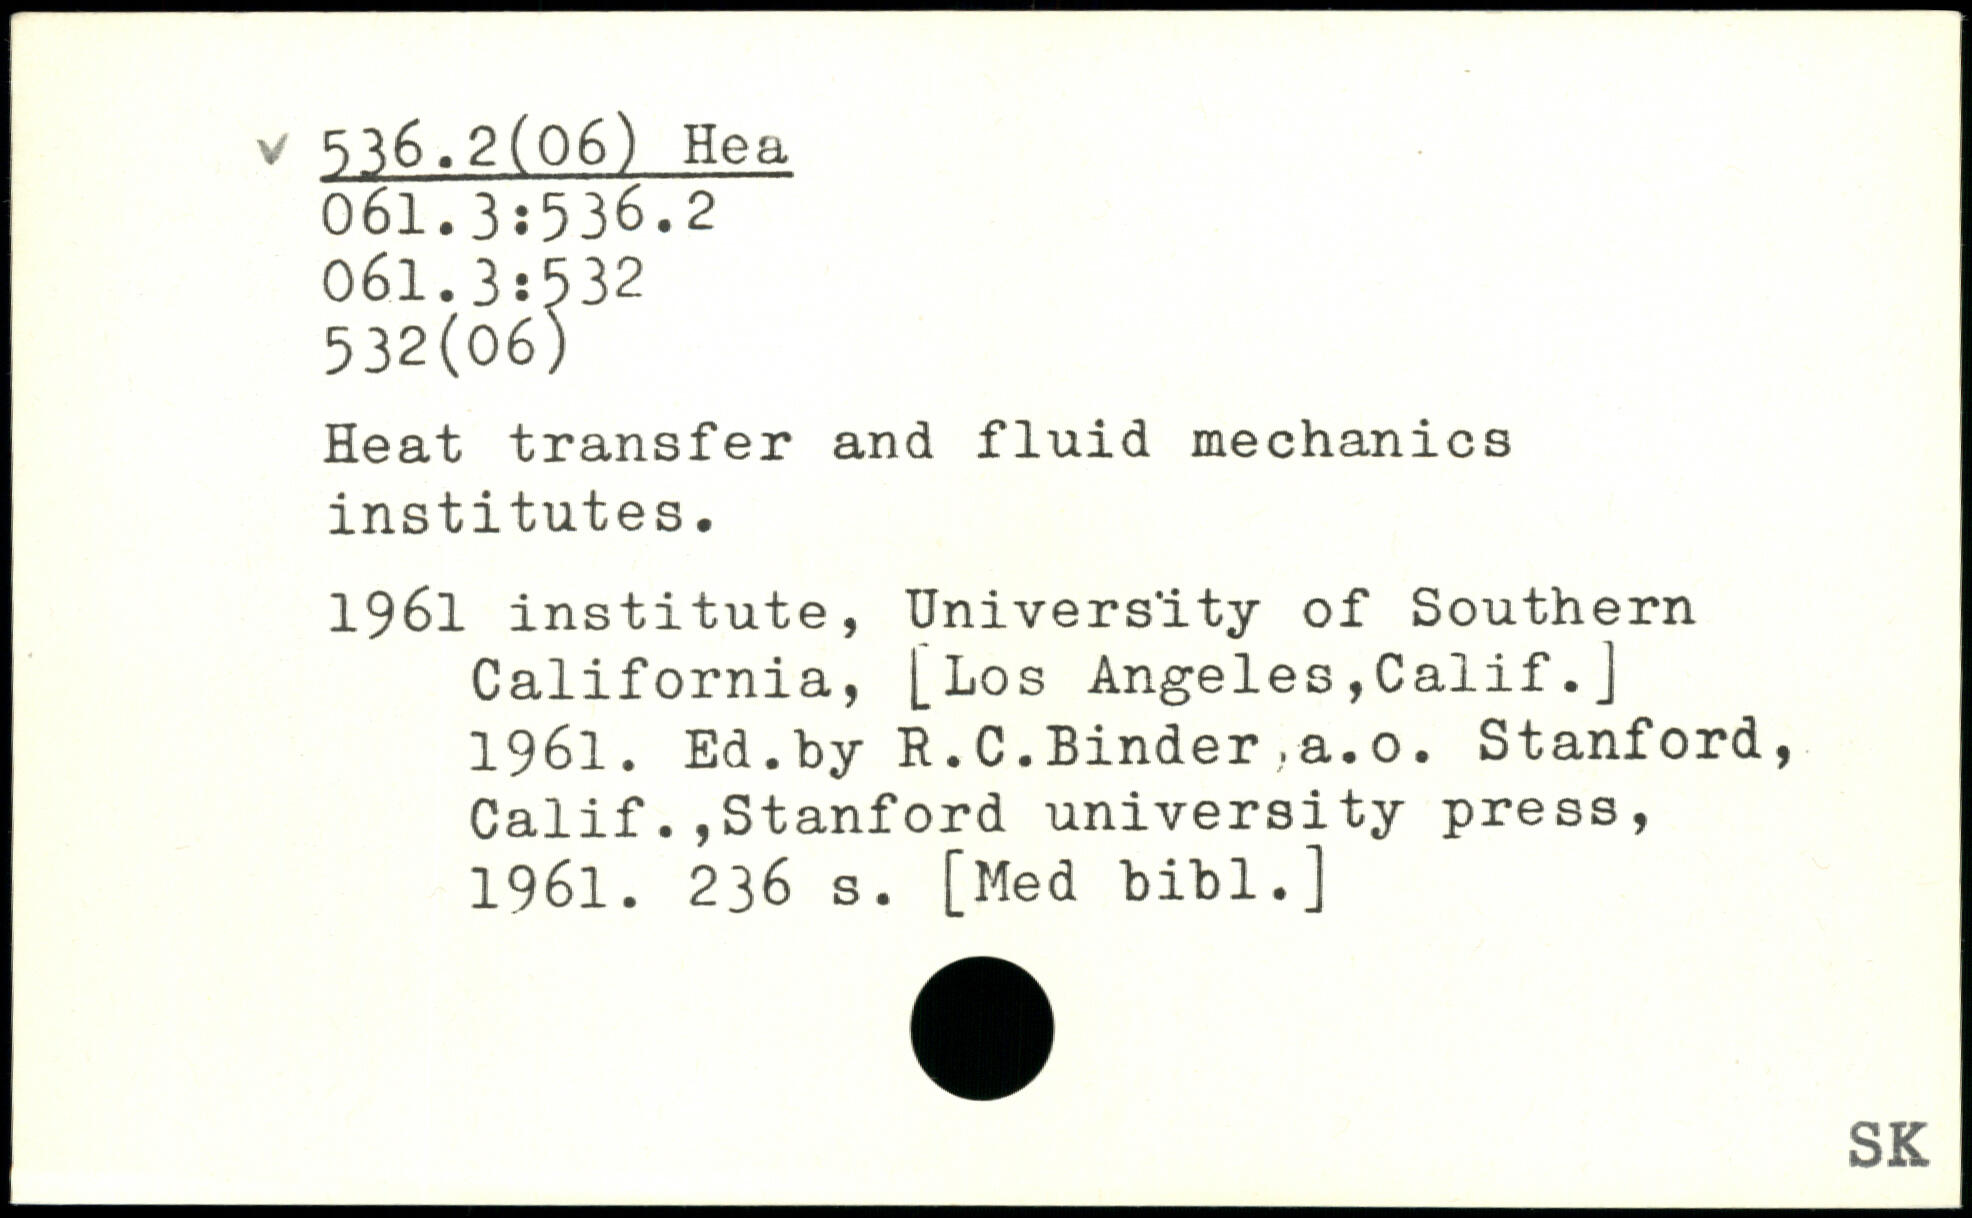 v 536.2(06) Hea
061.3:536.2
061.3:532
532(06)
Heat transfer and fluid mechanics
institutes.
1961 institute, University of Southern
California, [Los Angeles,Calif.]
1961. Ed.by R.C.Binder,a.o. Stanford,
Calif.,Stanford university press,
1961. 236 s. [Med bibl.]
SK